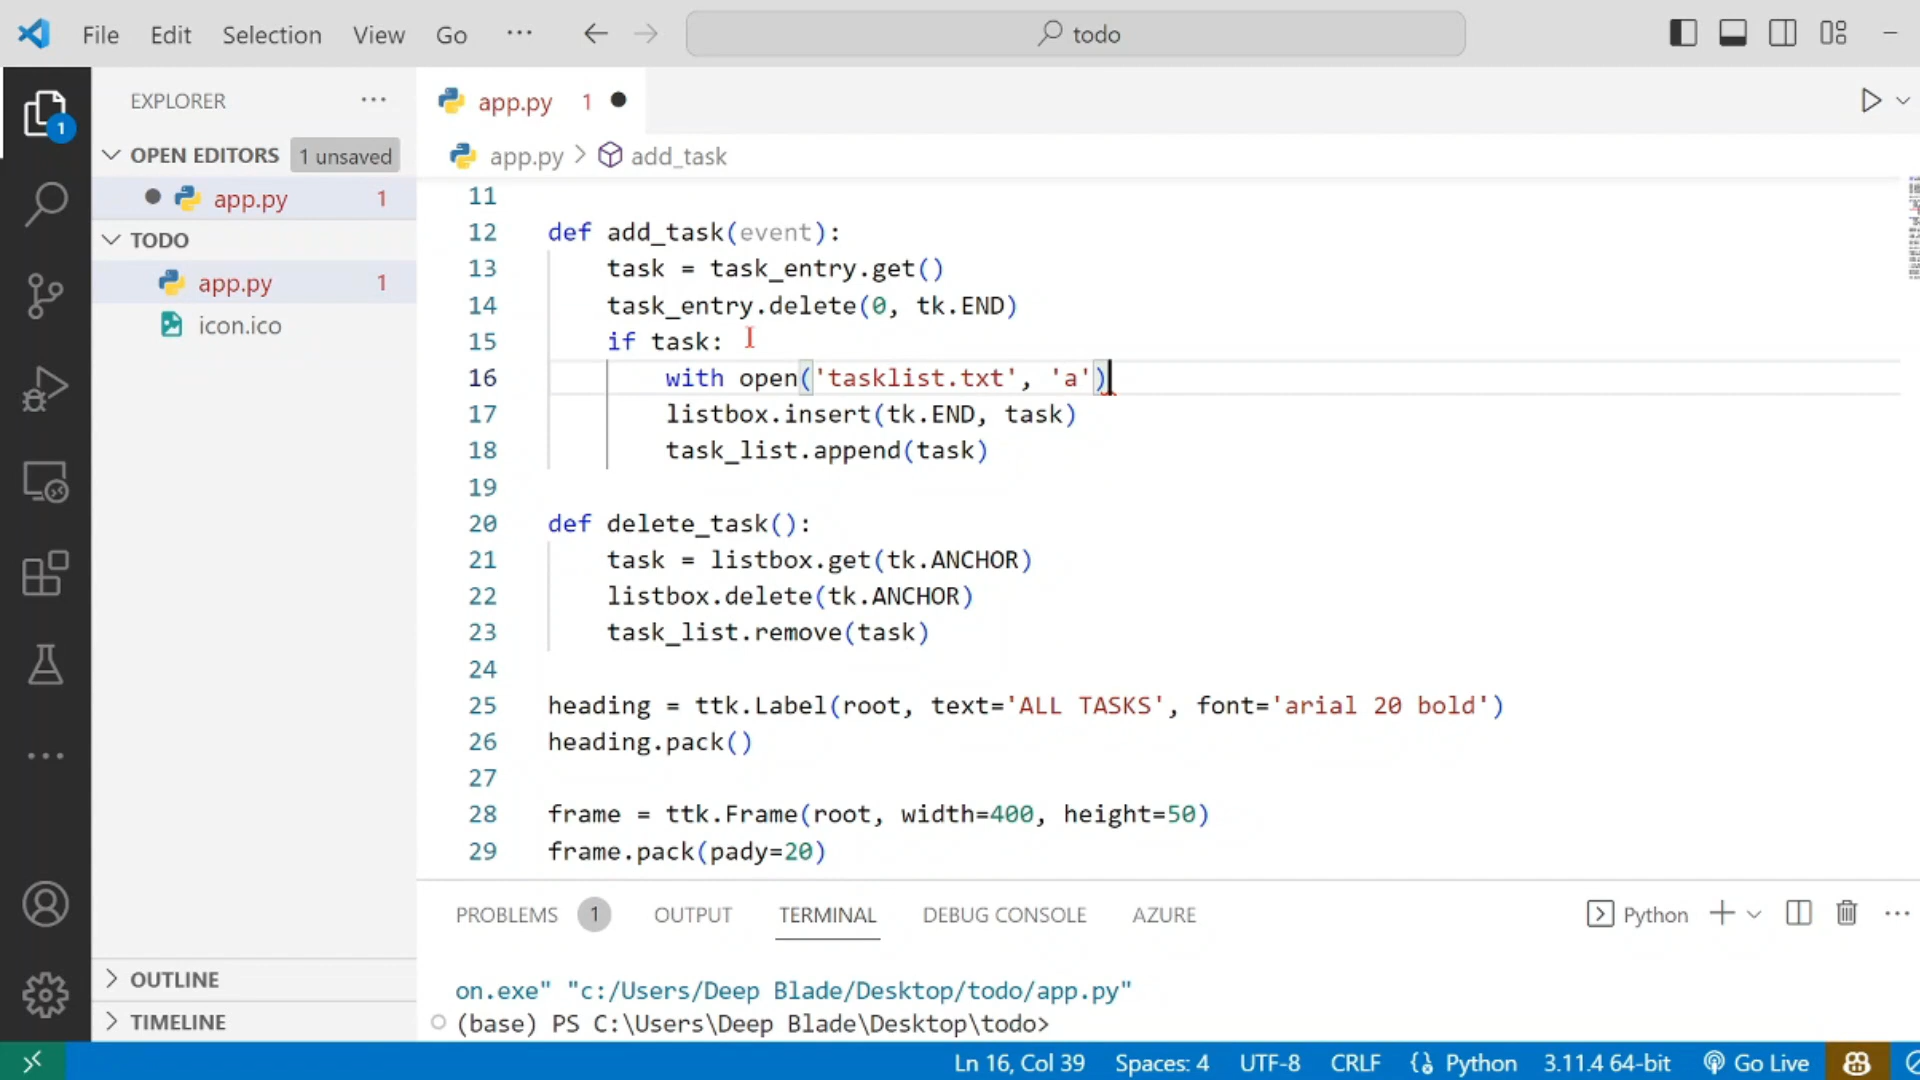 File Edit Selection View Go ··· todo
EXPLORER ···
OPEN EDITORS 1 unsaved
app.py 1
TODO
app.py 1
icon.ico
OUTLINE
TIMELINE
1
app.py 1
app.py > add_task
11
12 def add_task(event):
13 task = task_entry.get()
14 task_entry.delete(0, tk.END)
15 if task:
16 with open('tasklist.txt', 'a')
17 listbox.insert(tk.END, task)
18 task_list.append(task)
19
20 def delete_task():
21 task = listbox.get(tk.ANCHOR)
22 listbox.delete(tk.ANCHOR)
23 task_list.remove(task)
24
25 heading = ttk.Label(root, text='ALL TASKS', font='arial 20 bold')
26 heading.pack()
27
28 frame = ttk.Frame(root, width=400, height=50)
29 frame.pack(pady=20)
PROBLEMS 1 OUTPUT TERMINAL DEBUG CONSOLE AZURE Python
on.exe" "c:/Users/Deep Blade/Desktop/todo/app.py"
(base) PS C:\Users\Deep Blade\Desktop\todo>
Ln 16, Col 39 Spaces: 4 UTF-8 CRLF Python 3.11.4 64-bit Go Live